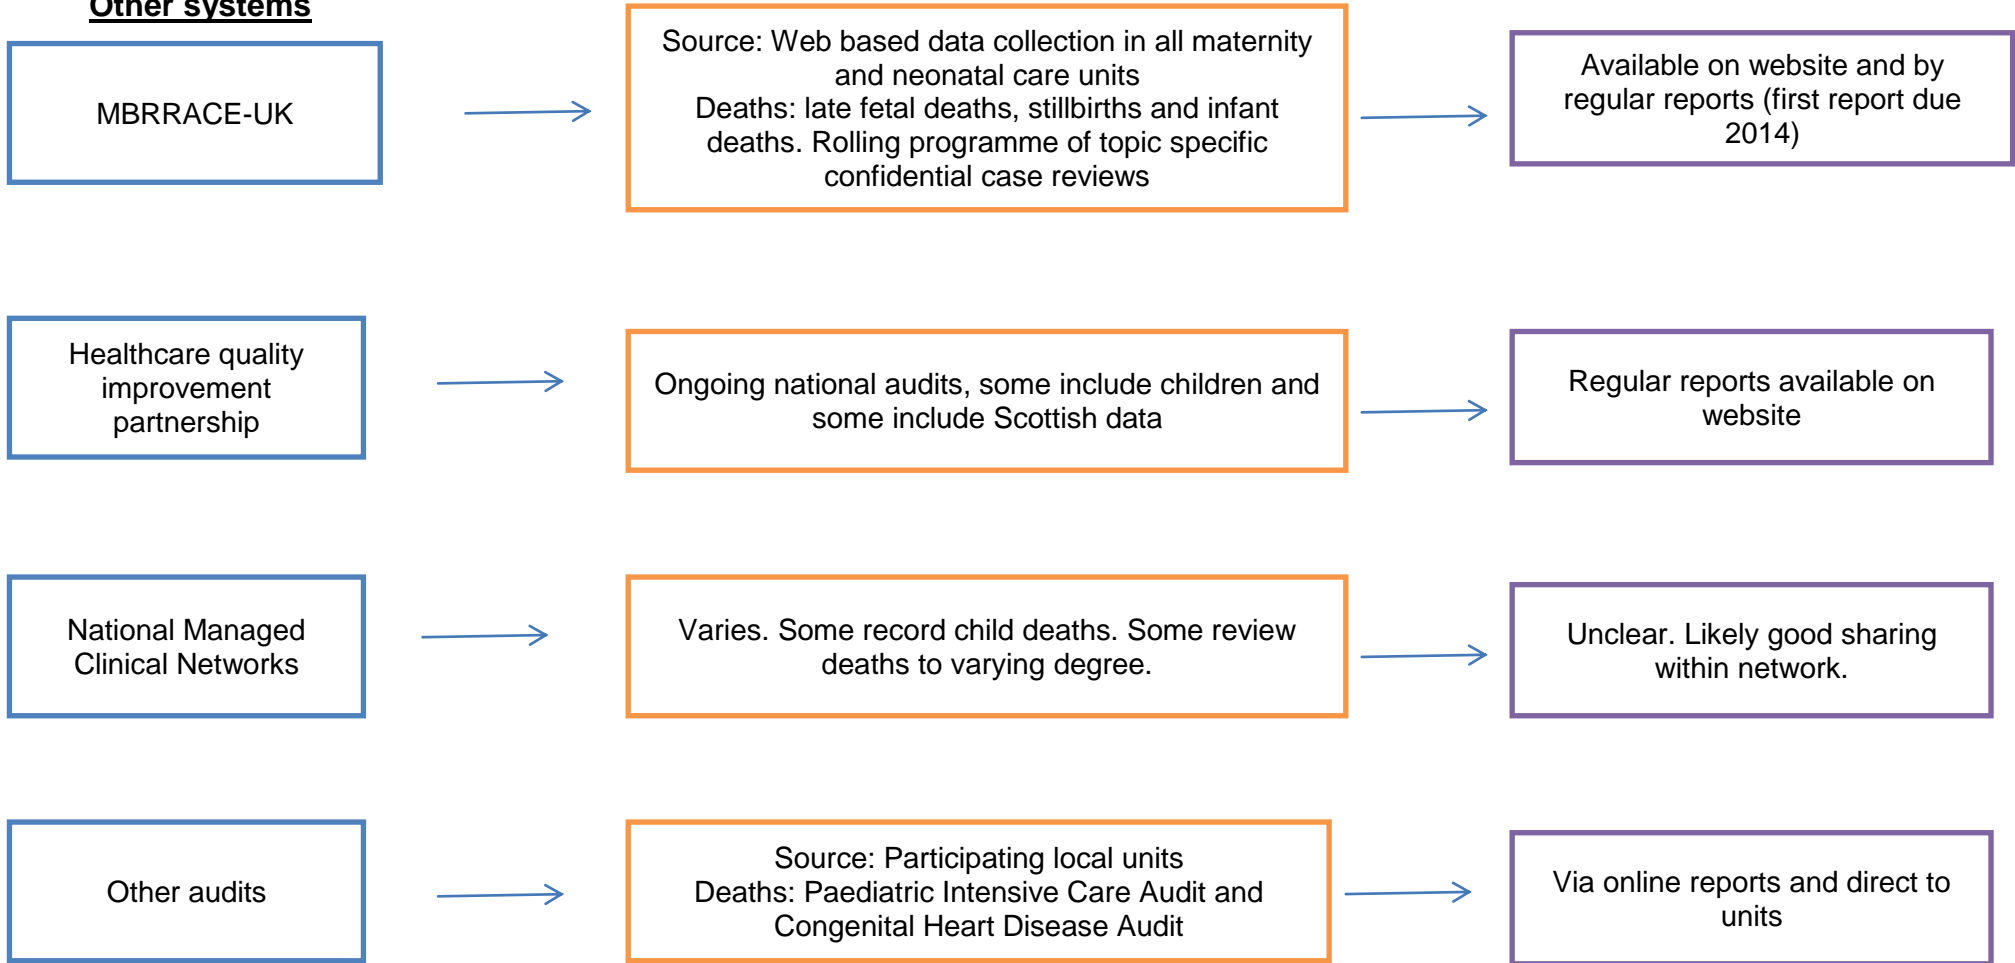 Other systems
MBRRACE-UK
Source: Web based data collection in all maternity
and neonatal care units
Deaths: late fetal deaths, stillbirths and infant
deaths. Rolling programme of topic specific
confidential case reviews
Available on website and by
regular reports (first report due
2014)
Healthcare quality
improvement
partnership
Ongoing national audits, some include children and
some include Scottish data
Regular reports available on
website
National Managed
Clinical Networks
Varies. Some record child deaths. Some review
deaths to varying degree.
Unclear. Likely good sharing
within network.
Other audits
Source: Participating local units
Deaths: Paediatric Intensive Care Audit and
Congenital Heart Disease Audit
Via online reports and direct to
units